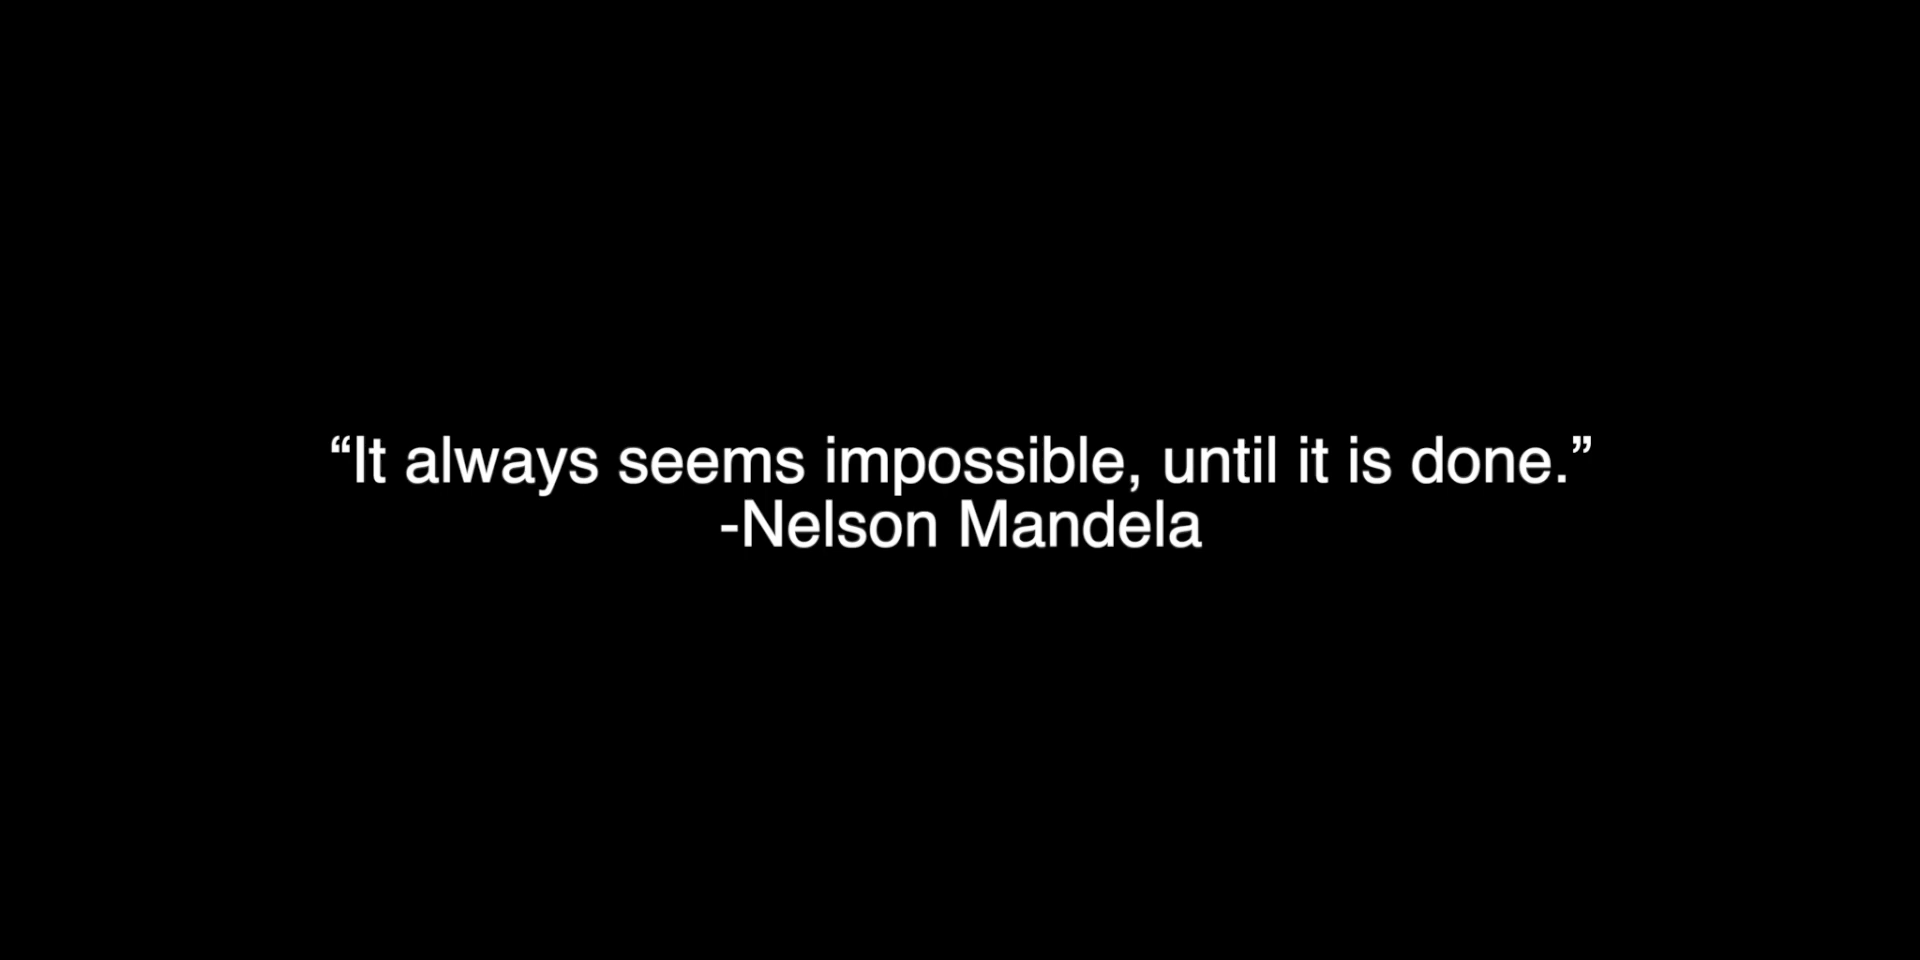 “It always seems impossible, until it is done.”
-Nelson Mandela